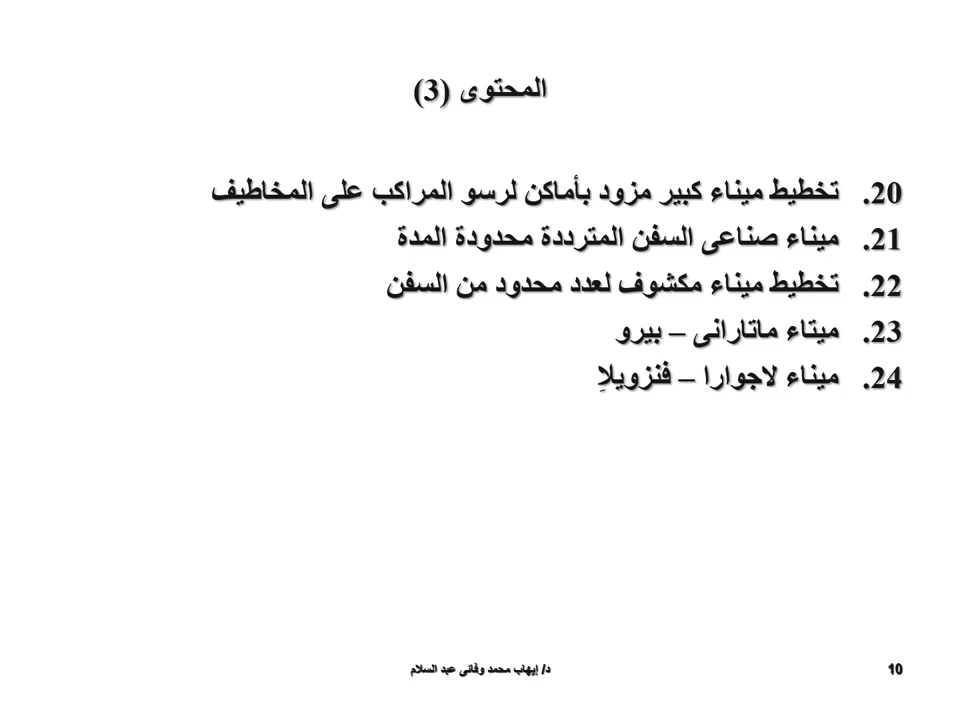 المحتوى (3)
20. تخطيط ميناء كبير مزود بأماكن لرسو المراكب على المخاطيف
21. ميناء صناعى السفن المترددة محدودة المدة
22. تخطيط ميناء مكشوف لعدد محدود من السفن
23. ميتاء ماتارانى – بيرو
24. ميناء لاجوارا – فنزويلاِ
د/ إيهاب محمد وفائى عبد السلام
10